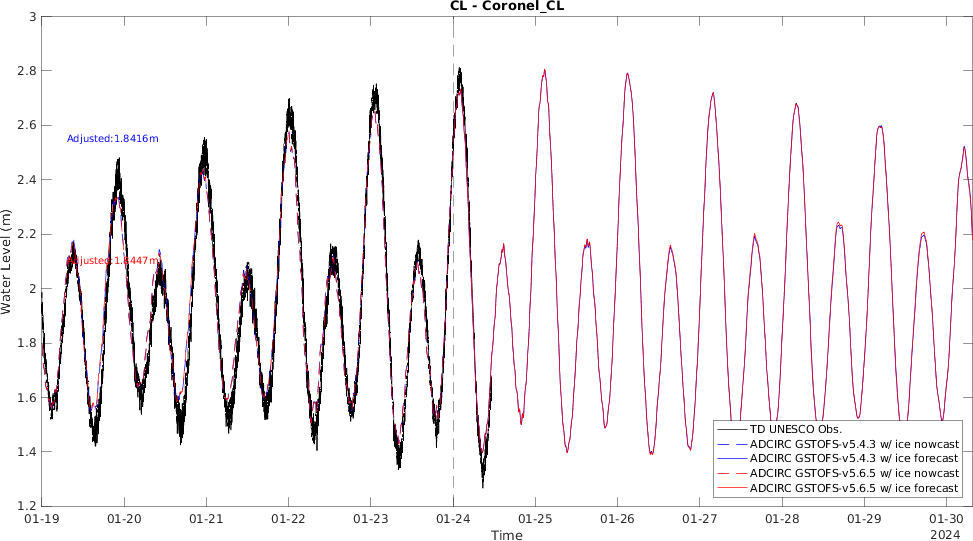 CL - Coronel_CL
Water Level (m)
3
2.8
2.6
2.4
2.2
2
1.8
1.6
1.4
1.2
Adjusted:1.8416m
TD UNESCO Obs.
ADCIRC GSTOFS-v5.4.3 w/ ice nowcast
ADCIRC GSTOFS-v5.4.3 w/ ice forecast
ADCIRC GSTOFS-v5.6.5 w/ ice nowcast
ADCIRC GSTOFS-v5.6.5 w/ ice forecast
01-19 01-20 01-21 01-22 01-23 01-24 01-25 01-26 01-27 01-28 01-29 01-30
Time
2024